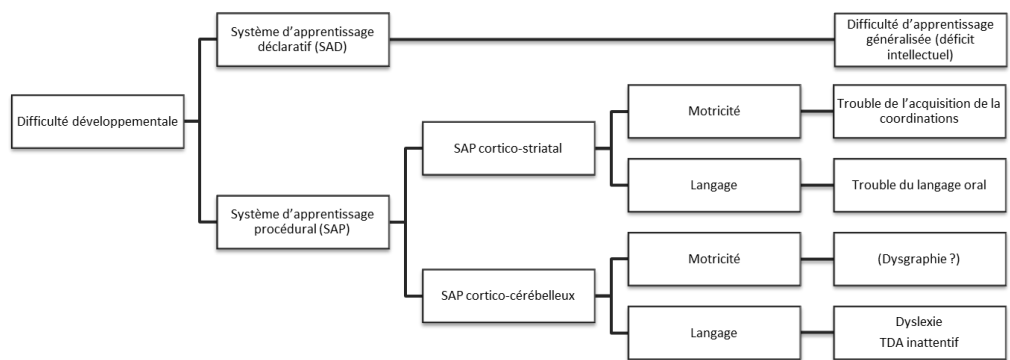 Difficulté développementale
Système d'apprentissage
déclaratif (SAD)
Difficulté d'apprentissage
généralisée (déficit
intellectuel)
Système d'apprentissage
procédural (SAP)
SAP cortico-striatal
Motricité
Trouble de l'acquisition de la
coordinations
Langage
Trouble du langage oral
SAP cortico-cérébelleux
Motricité
(Dysgraphie ?)
Langage
Dyslexie
TDA inattentif